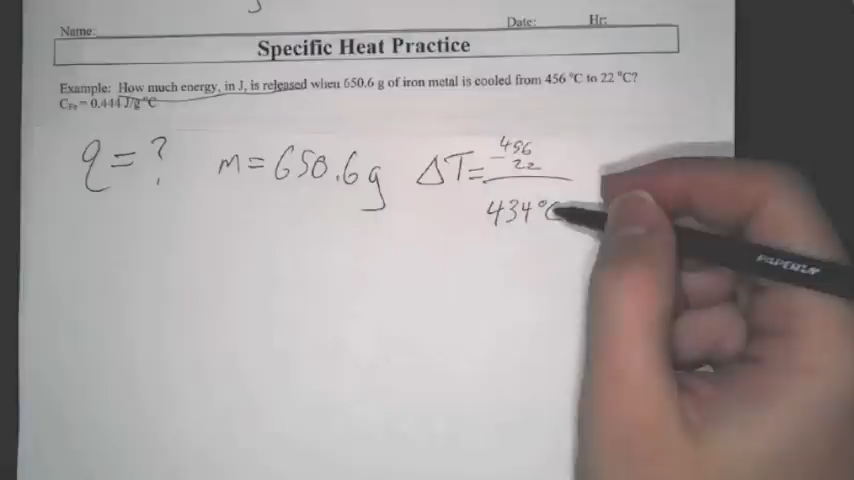 Name: Date: Hr:
Specific Heat Practice
Example: How much energy, in J, is released when 650.6 g of iron metal is cooled from 456 °C to 22 °C?
CFe = 0.444 J/g °C
q = ? m = 650.6g ΔT = 456
- 22
434°C
PAPER:M